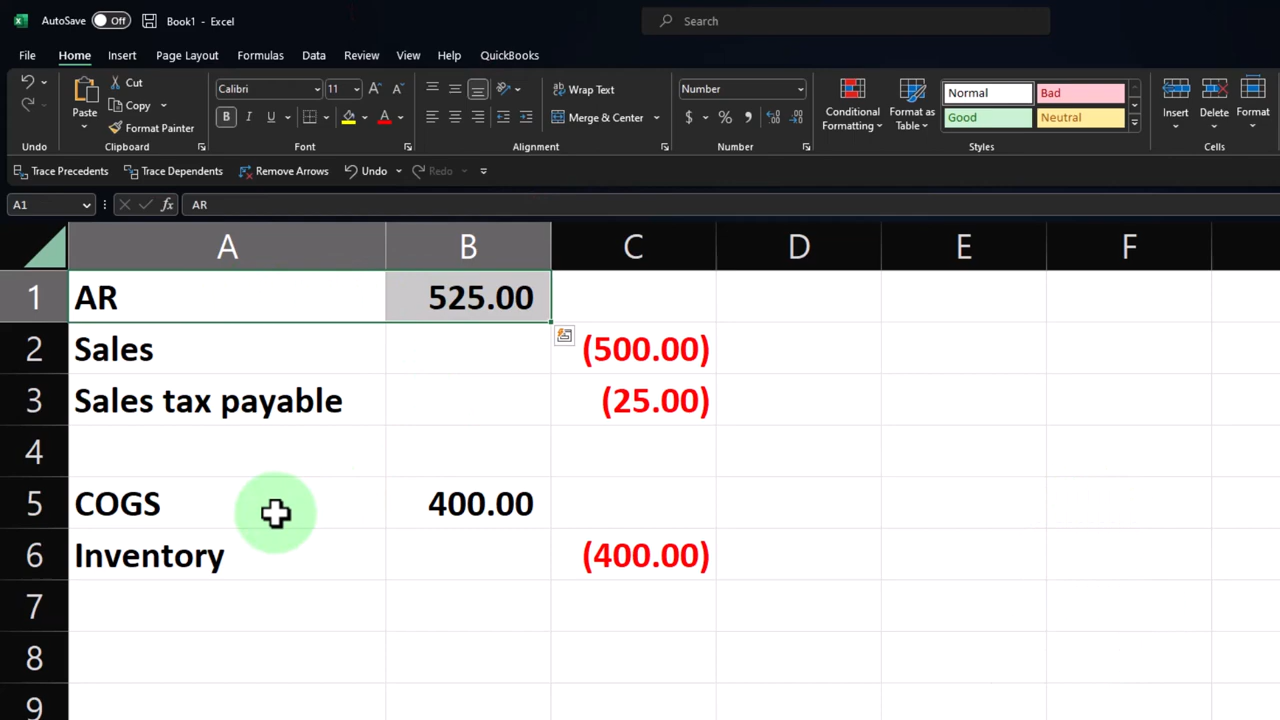 AutoSave Off Book1 - Excel Search
File Home Insert Page Layout Formulas Data Review View Help QuickBooks
Cut Calibri 11 Wrap Text Number Normal Bad
Paste Copy Conditional Formatting Format as Table Insert Delete Format
Format Painter Merge & Center Good Neutral
Undo Clipboard Font Alignment Number Styles Cells
Trace Precedents Trace Dependents Remove Arrows Undo Redo
A1 fx AR
A B C D E F
1 AR 525.00
2 Sales (500.00)
3 Sales tax payable (25.00)
4
5 COGS 400.00
6 Inventory (400.00)
7
8
9